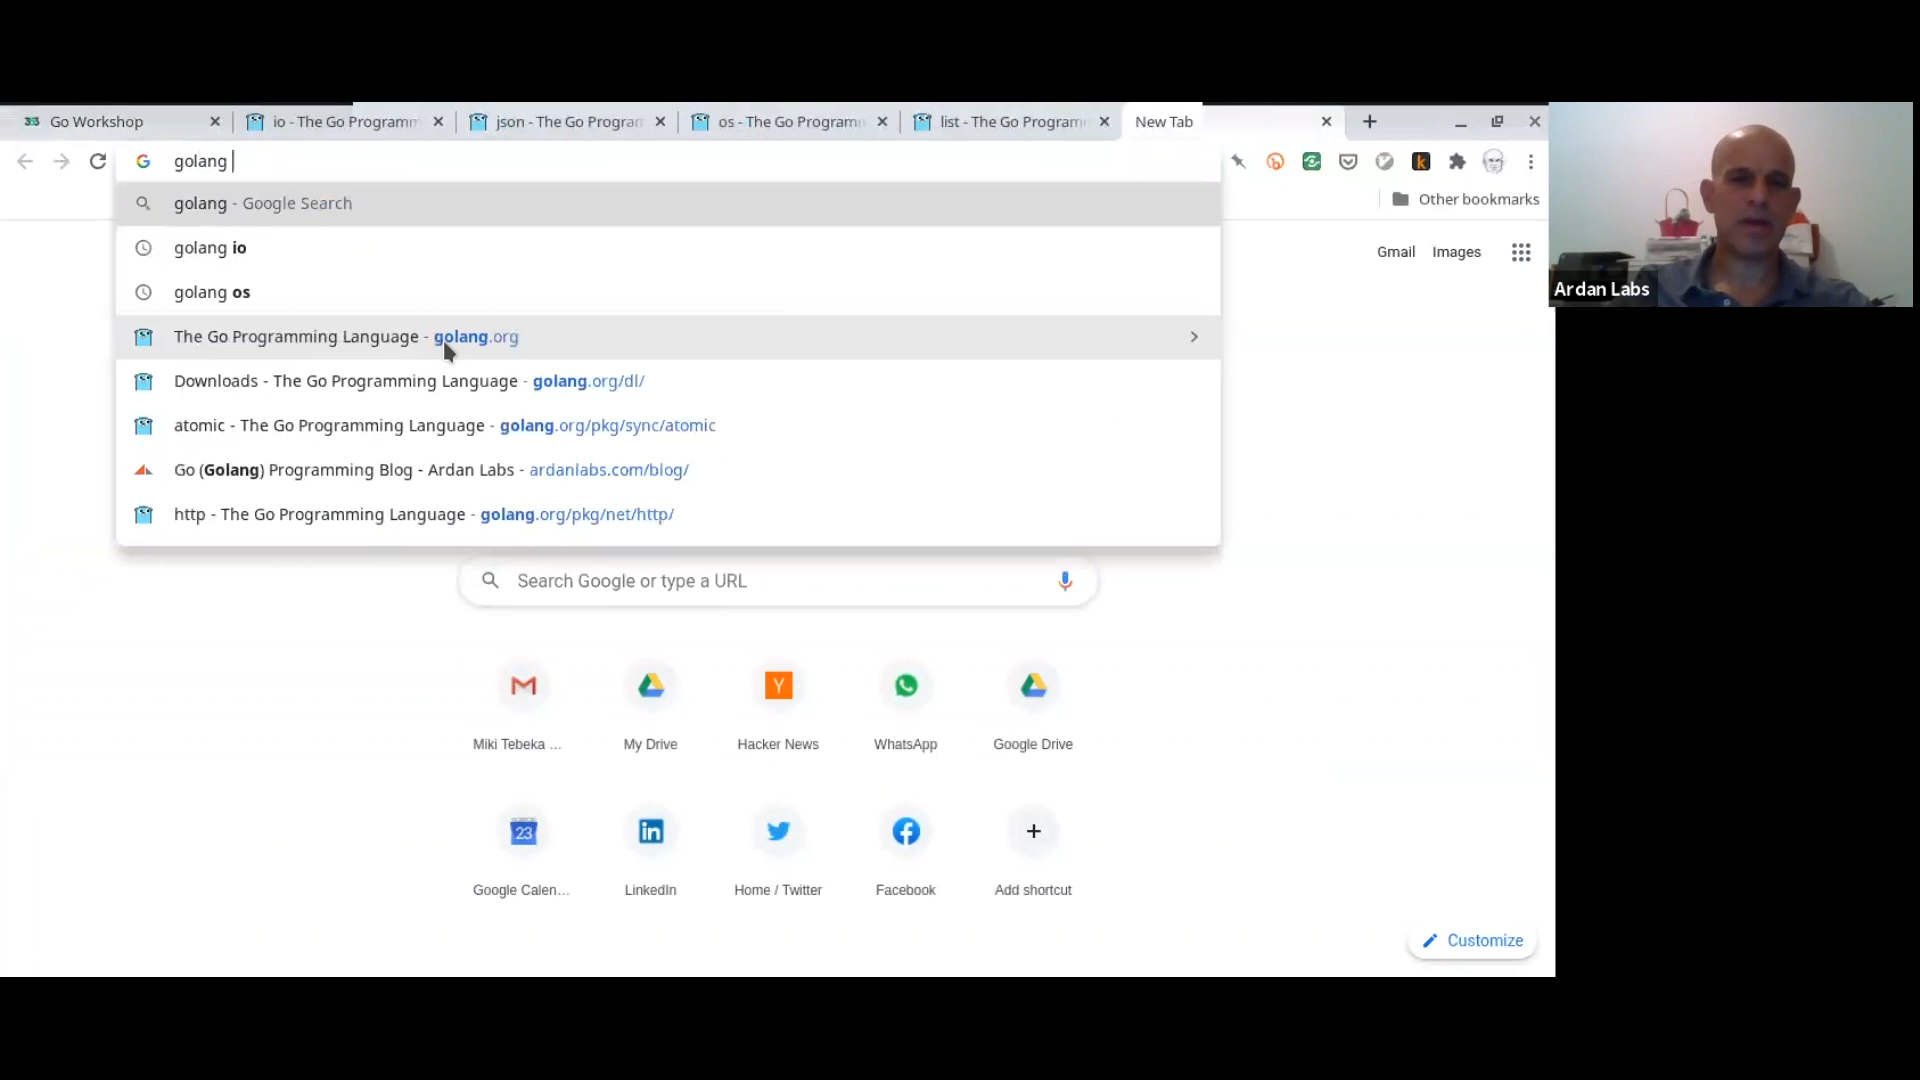 Go Workshop
io - The Go Programm
json - The Go Program
os - The Go Program
list - The Go Program
New Tab
golang
golang - Google Search
golang io
golang os
The Go Programming Language - golang.org
Downloads - The Go Programming Language - golang.org/dl/
atomic - The Go Programming Language - golang.org/pkg/sync/atomic
Go (Golang) Programming Blog - Ardan Labs - ardanlabs.com/blog/
http - The Go Programming Language - golang.org/pkg/net/http/
Other bookmarks
Gmail
Images
Ardan Labs
Search Google or type a URL
Miki Tebeka ...
My Drive
Hacker News
WhatsApp
Google Drive
23
Google Calen...
LinkedIn
Home / Twitter
Facebook
Add shortcut
Customize